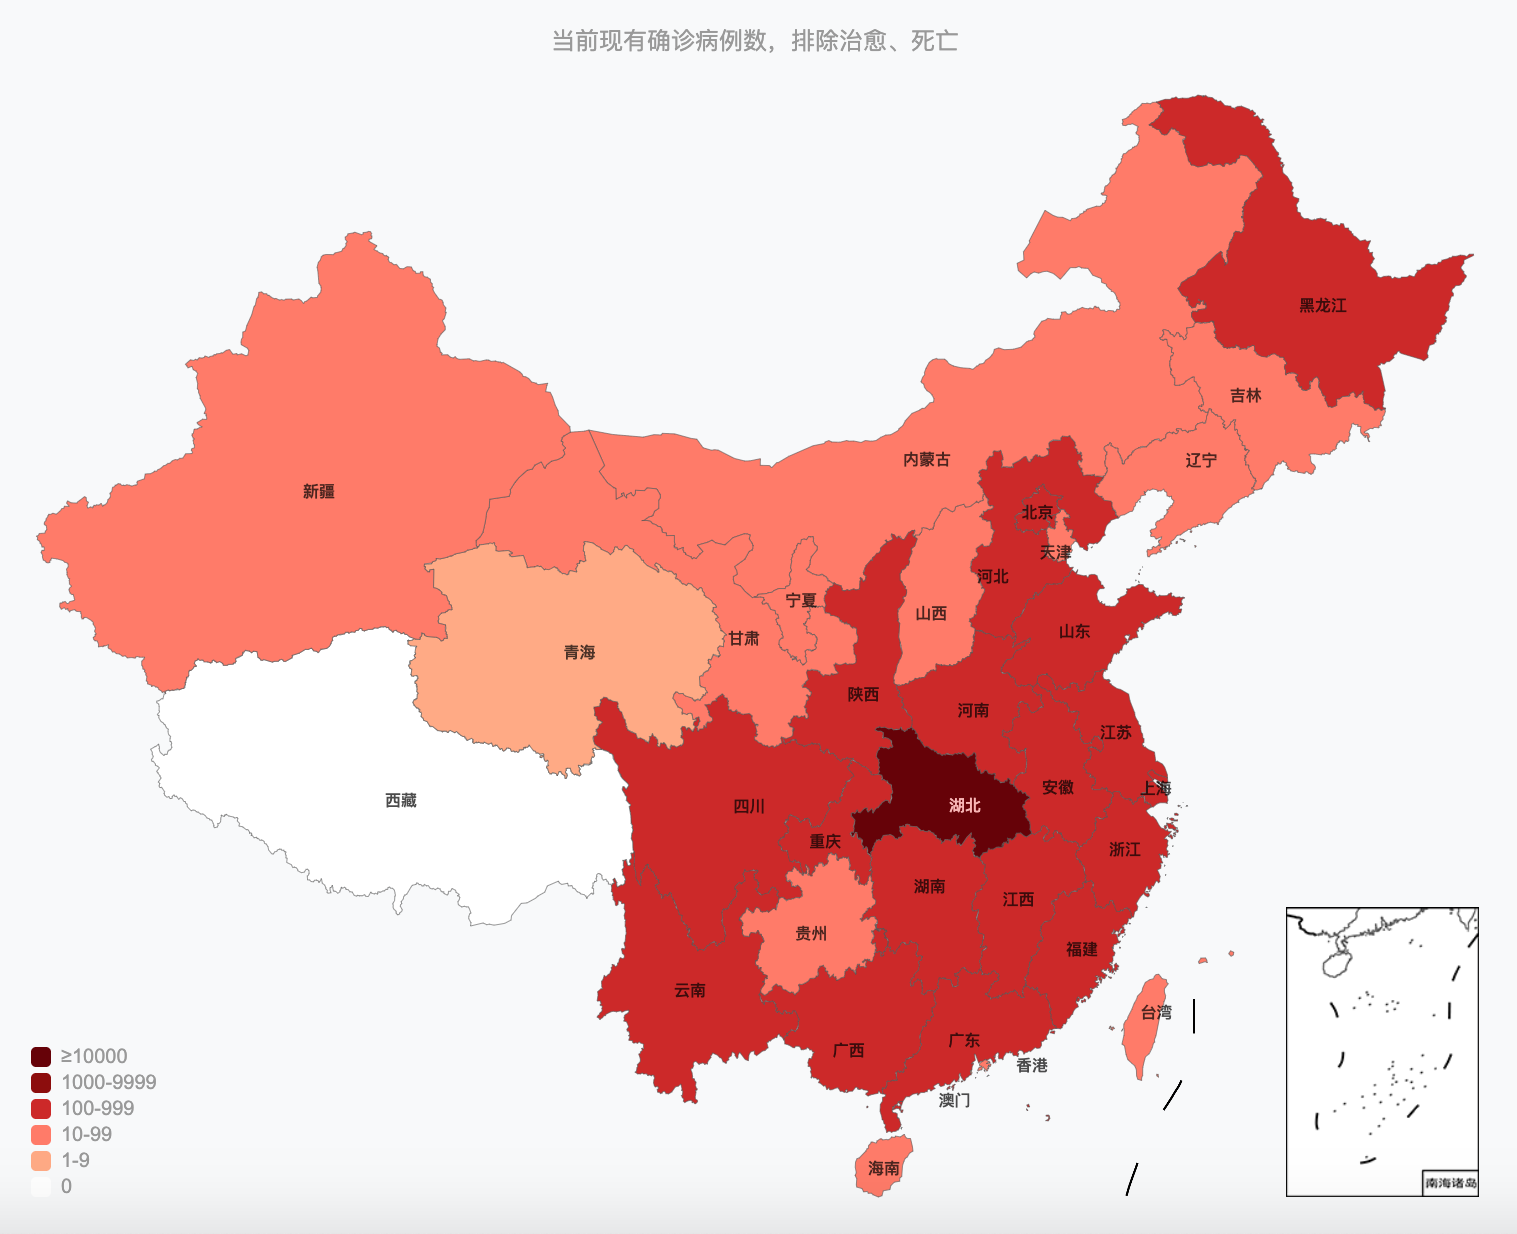 当前现有确诊病例数，排除治愈、死亡
黑龙江
吉林
内蒙古
辽宁
新疆
北京
天津
河北
宁夏
山西
山东
甘肃
青海
陕西
河南
江苏
安徽
上海
西藏
四川
湖北
重庆
浙江
湖南
江西
贵州
福建
云南
台湾
广西
广东
香港
澳门
海南
≥10000
1000-9999
100-999
10-99
1-9
0
南海诸岛